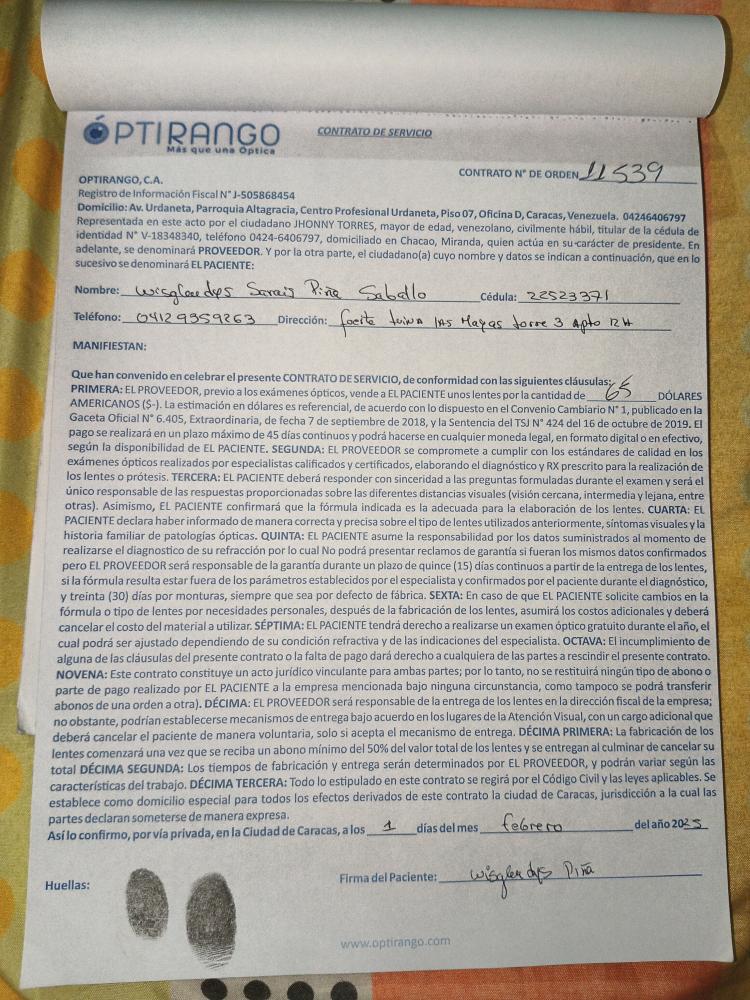 ÓPTIRANGO
Más que una Óptica
CONTRATO DE SERVICIO
CONTRATO N° DE ORDEN 11539
OPTIRANGO, C.A.
Registro de Información Fiscal N° J-505868454
Domicilio: Av. Urdaneta, Parroquia Altagracia, Centro Profesional Urdaneta, Piso 07, Oficina D, Caracas, Venezuela. 04246406797
Representada en este acto por el ciudadano JHONNY TORRES, mayor de edad, venezolano, civilmente hábil, titular de la cédula de
identidad N° V-18348340, teléfono 0424-6406797, domiciliado en Chacao, Miranda, quien actúa en su carácter de presidente. En
adelante, se denominará PROVEEDOR. Y por la otra parte, el ciudadano(a) cuyo nombre y datos se indican a continuación, que en lo
sucesivo se denominará EL PACIENTE:
Nombre: Wisgleidys Sarais Piña Saballo Cédula: 22523371
Teléfono: 04129359263 Dirección: foerte tuiuna las Mayas torre 3 Apto 12H
MANIFIESTAN:
Que han convenido en celebrar el presente CONTRATO DE SERVICIO, de conformidad con las siguientes cláusulas:
PRIMERA: EL PROVEEDOR, previo a los exámenes ópticos, vende a EL PACIENTE unos lentes por la cantidad de 65 DÓLARES
AMERICANOS ($-). La estimación en dólares es referencial, de acuerdo con lo dispuesto en el Convenio Cambiario N° 1, publicado en la
Gaceta Oficial N° 6.405, Extraordinaria, de fecha 7 de septiembre de 2018, y la Sentencia del TSJ N° 424 del 16 de octubre de 2019. El
pago se realizará en un plazo máximo de 45 días continuos y podrá hacerse en cualquier moneda legal, en formato digital o en efectivo,
según la disponibilidad de EL PACIENTE. SEGUNDA: EL PROVEEDOR se compromete a cumplir con los estándares de calidad en los
exámenes ópticos realizados por especialistas calificados y certificados, elaborando el diagnóstico y RX prescrito para la realización de
los lentes o prótesis. TERCERA: EL PACIENTE deberá responder con sinceridad a las preguntas formuladas durante el examen y será el
único responsable de las respuestas proporcionadas sobre las diferentes distancias visuales (visión cercana, intermedia y lejana, entre
otras). Asimismo, EL PACIENTE confirmará que la fórmula indicada es la adecuada para la elaboración de los lentes. CUARTA: EL
PACIENTE declara haber informado de manera correcta y precisa sobre el tipo de lentes utilizados anteriormente, síntomas visuales y la
historia familiar de patologías ópticas. QUINTA: EL PACIENTE asume la responsabilidad por los datos suministrados al momento de
realizarse el diagnostico de su refracción por lo cual No podrá presentar reclamos de garantía si fueran los mismos datos confirmados
pero EL PROVEEDOR será responsable de la garantía durante un plazo de quince (15) días continuos a partir de la entrega de los lentes,
si la fórmula resulta estar fuera de los parámetros establecidos por el especialista y confirmados por el paciente durante el diagnóstico,
y treinta (30) días por monturas, siempre que sea por defecto de fábrica. SEXTA: En caso de que EL PACIENTE solicite cambios en la
fórmula o tipo de lentes por necesidades personales, después de la fabricación de los lentes, asumirá los costos adicionales y deberá
cancelar el costo del material a utilizar. SÉPTIMA: EL PACIENTE tendrá derecho a realizarse un examen óptico gratuito durante el año, el
cual podrá ser ajustado dependiendo de su condición refractiva y de las indicaciones del especialista. OCTAVA: El incumplimiento de
alguna de las cláusulas del presente contrato o la falta de pago dará derecho a cualquiera de las partes a rescindir el presente contrato.
NOVENA: Este contrato constituye un acto jurídico vinculante para ambas partes; por lo tanto, no se restituirá ningún tipo de abono o
parte de pago realizado por EL PACIENTE a la empresa mencionada bajo ninguna circunstancia, como tampoco se podrá transferir
abonos de una orden a otra). DÉCIMA: EL PROVEEDOR será responsable de la entrega de los lentes en la dirección fiscal de la empresa;
no obstante, podrían establecerse mecanismos de entrega bajo acuerdo en los lugares de la Atención Visual, con un cargo adicional que
deberá cancelar el paciente de manera voluntaria, solo si acepta el mecanismo de entrega. DÉCIMA PRIMERA: La fabricación de los
lentes comenzará una vez que se reciba un abono mínimo del 50% del valor total de los lentes y se entregan al culminar de cancelar su
total DÉCIMA SEGUNDA: Los tiempos de fabricación y entrega serán determinados por EL PROVEEDOR, y podrán variar según las
características del trabajo. DÉCIMA TERCERA: Todo lo estipulado en este contrato se regirá por el Código Civil y las leyes aplicables. Se
establece como domicilio especial para todos los efectos derivados de este contrato la ciudad de Caracas, jurisdicción a la cual las
partes declaran someterse de manera expresa.
Así lo confirmo, por vía privada, en la Ciudad de Caracas, a los 1 días del mes febrero del año 2025
Huellas:
Firma del Paciente: Wisgleidys Piña
www.optirango.com